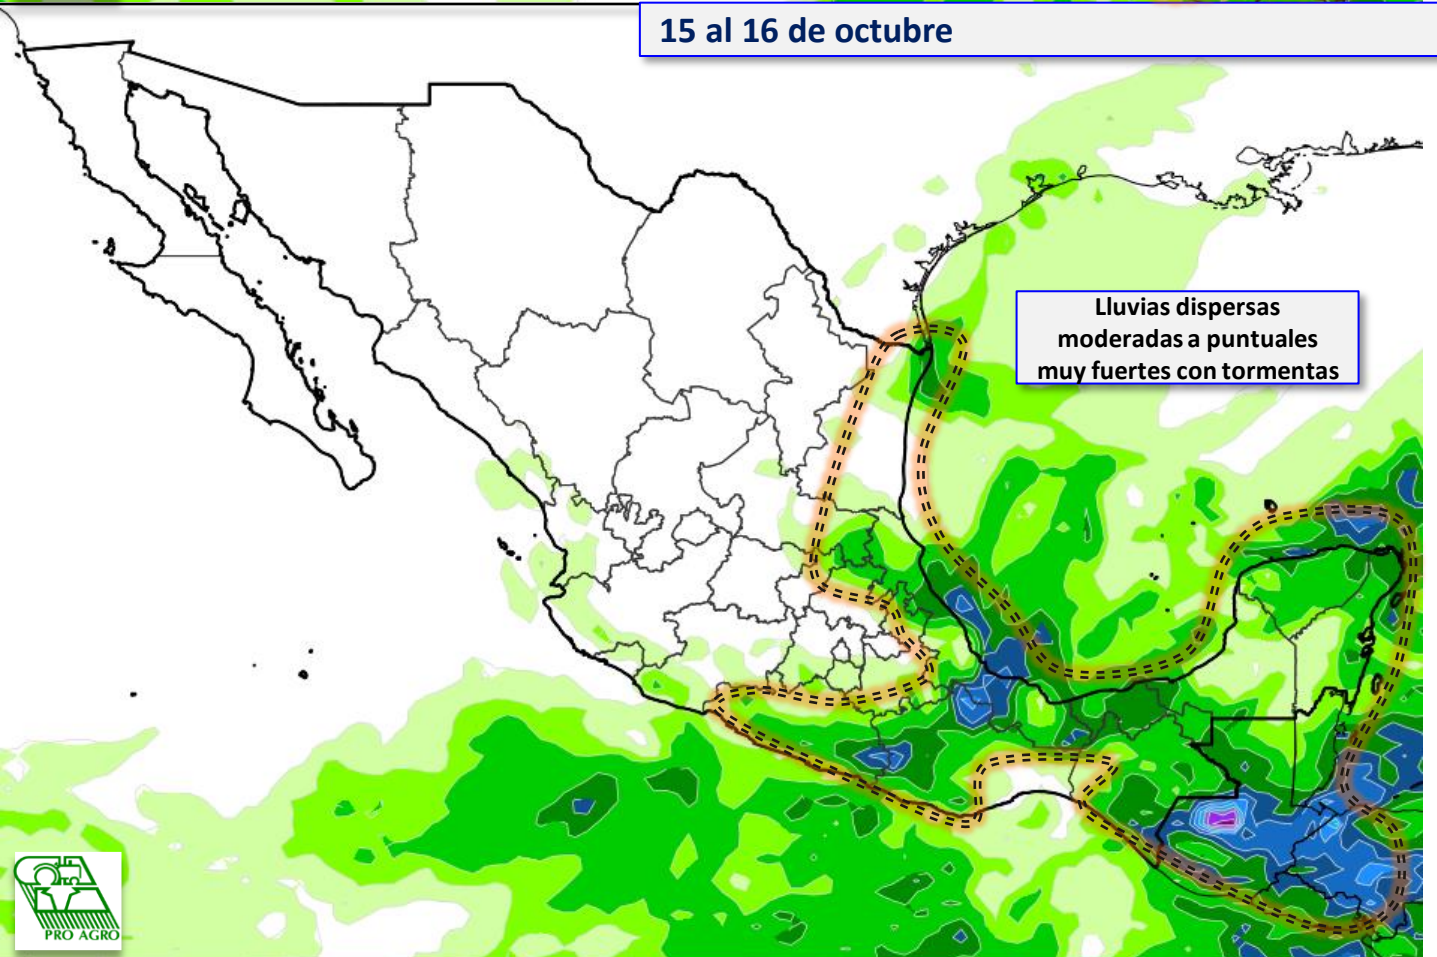 15 al 16 de octubre
Lluvias dispersas
moderadas a puntuales
muy fuertes con tormentas
PRO AGRO